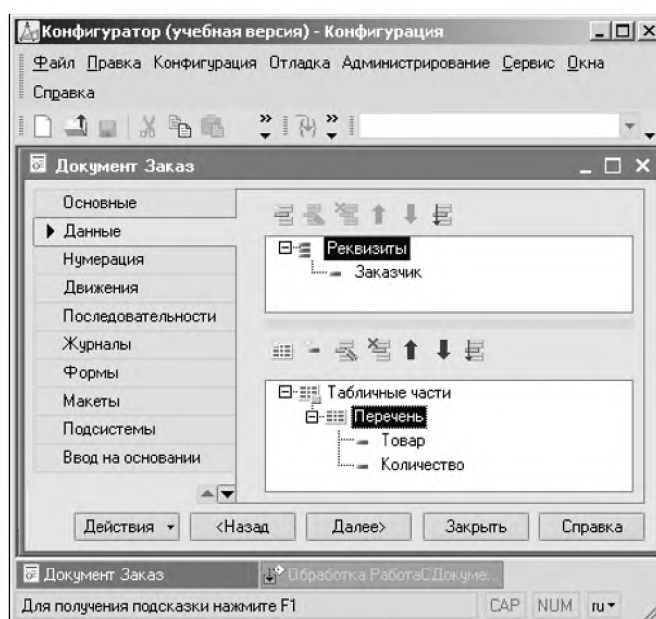 Конфигуратор (учебная версия) - Конфигурация
Файл Правка Конфигурация Отладка Администрирование Сервис Окна
Справка
Документ Заказ
Основные
Данные
Нумерация
Движения
Последовательности
Журналы
Формы
Макеты
Подсистемы
Ввод на основании
Реквизиты
Заказчик
Табличные части
Перечень
Товар
Количество
Действия <Назад Далее> Закрыть Справка
Документ Заказ Обработка РаботаСДокуме...
Для получения подсказки нажмите F1 CAP NUM ru